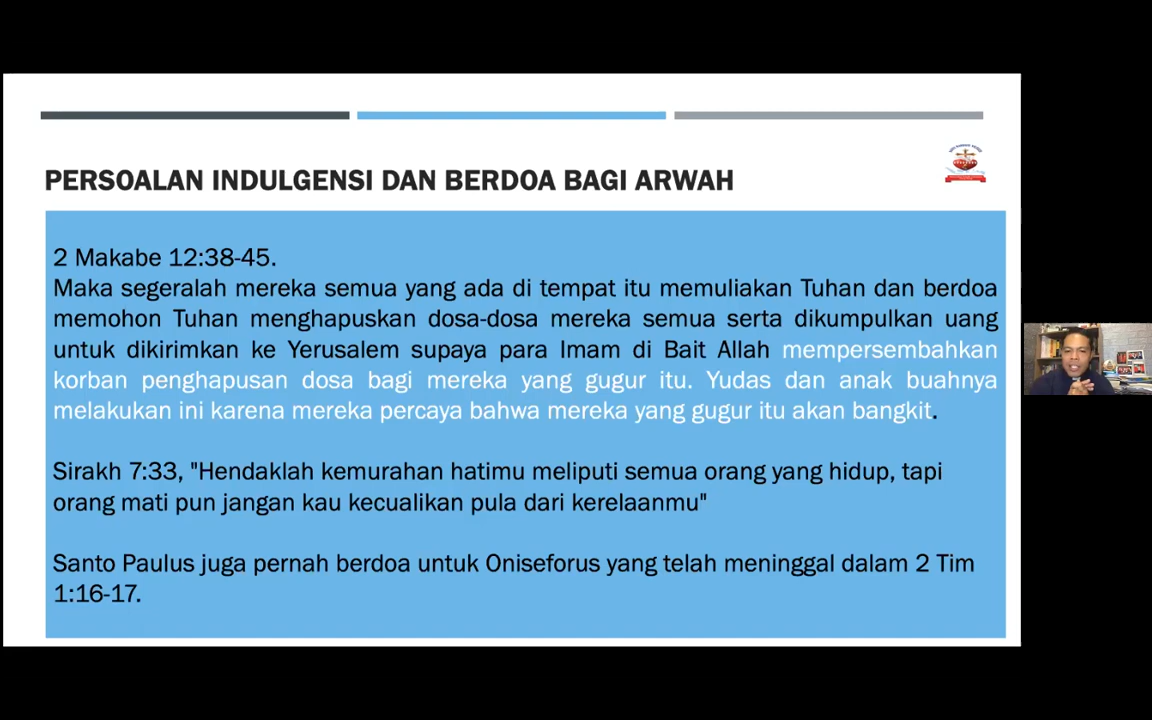 PERSOALAN INDULGENSI DAN BERDOA BAGI ARWAH
2 Makabe 12:38-45.
Maka segeralah mereka semua yang ada di tempat itu memuliakan Tuhan dan berdoa
memohon Tuhan menghapuskan dosa-dosa mereka semua serta dikumpulkan uang
untuk dikirimkan ke Yerusalem supaya para Imam di Bait Allah mempersembahkan
korban penghapusan dosa bagi mereka yang gugur itu. Yudas dan anak buahnya
melakukan ini karena mereka percaya bahwa mereka yang gugur itu akan bangkit.
Sirakh 7:33, "Hendaklah kemurahan hatimu meliputi semua orang yang hidup, tapi
orang mati pun jangan kau kecualikan pula dari kerelaanmu"
Santo Paulus juga pernah berdoa untuk Oniseforus yang telah meninggal dalam 2 Tim
1:16-17.